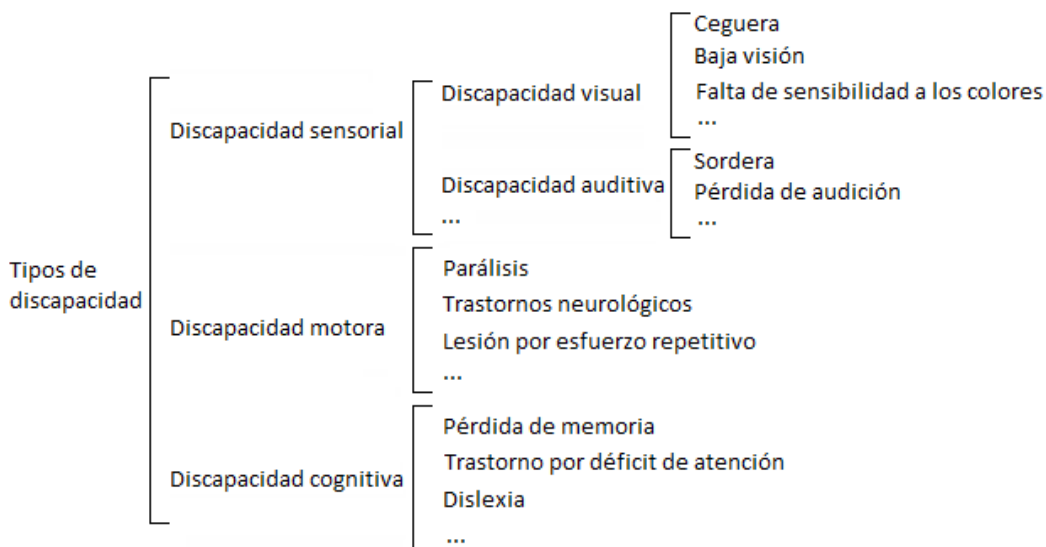 Tipos de
discapacidad
Discapacidad sensorial
Discapacidad visual
Ceguera
Baja visión
Falta de sensibilidad a los colores
...
Discapacidad auditiva
...
Sordera
Pérdida de audición
...
Discapacidad motora
Parálisis
Trastornos neurológicos
Lesión por esfuerzo repetitivo
...
Discapacidad cognitiva
Pérdida de memoria
Trastorno por déficit de atención
Dislexia
...